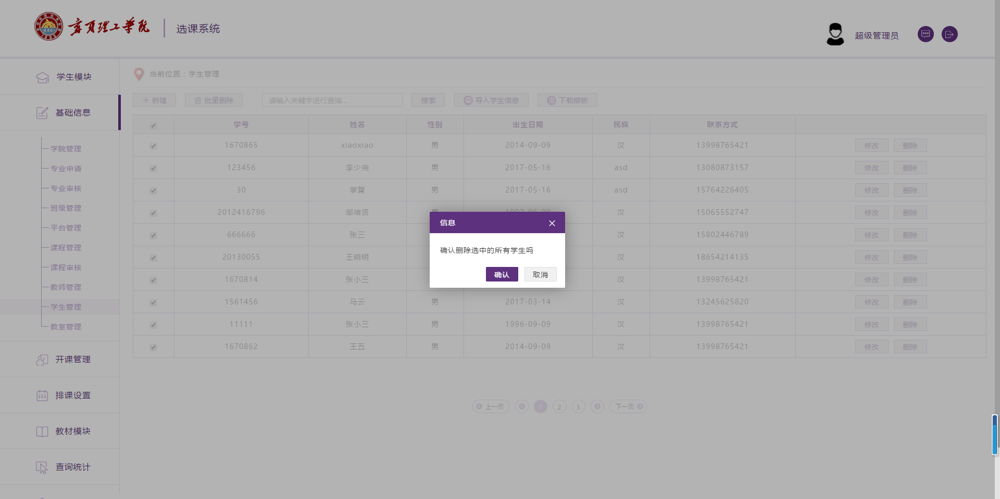 宁夏理工学院 选课系统
超级管理员
学生模块
基础信息
学院管理
专业申请
专业审核
班级管理
平台管理
课程管理
课程审核
教师管理
学生管理
教室管理
开课管理
排课设置
教材模块
查询统计
当前位置：学生管理
新建 批量删除 请输入关键字进行查询... 搜索 导入学生信息 下载模板
学号 姓名 性别 出生日期 民族 联系方式
1670865 xiaoxiao 男 2014-09-09 汉 13998765421 修改 删除
123456 李少尧 男 2017-05-16 asd 13080873157 修改 删除
30 掌馨 男 2017-05-16 asd 15764226405 修改 删除
2012416796 邹培贤 汉 15065552747 修改 删除
666666 张三 汉 15802446789 修改 删除
20130055 王晓明 汉 18654214135 修改 删除
1670814 张小三 汉 13998765421 修改 删除
1561456 马云 男 2017-03-14 汉 13245625820 修改 删除
11111 张小三 男 1996-09-09 汉 13998765421 修改 删除
1670862 王五 男 2014-09-09 汉 13998765421 修改 删除
信息
确认删除选中的所有学生吗
确认 取消
上一页 1 2 3 下一页